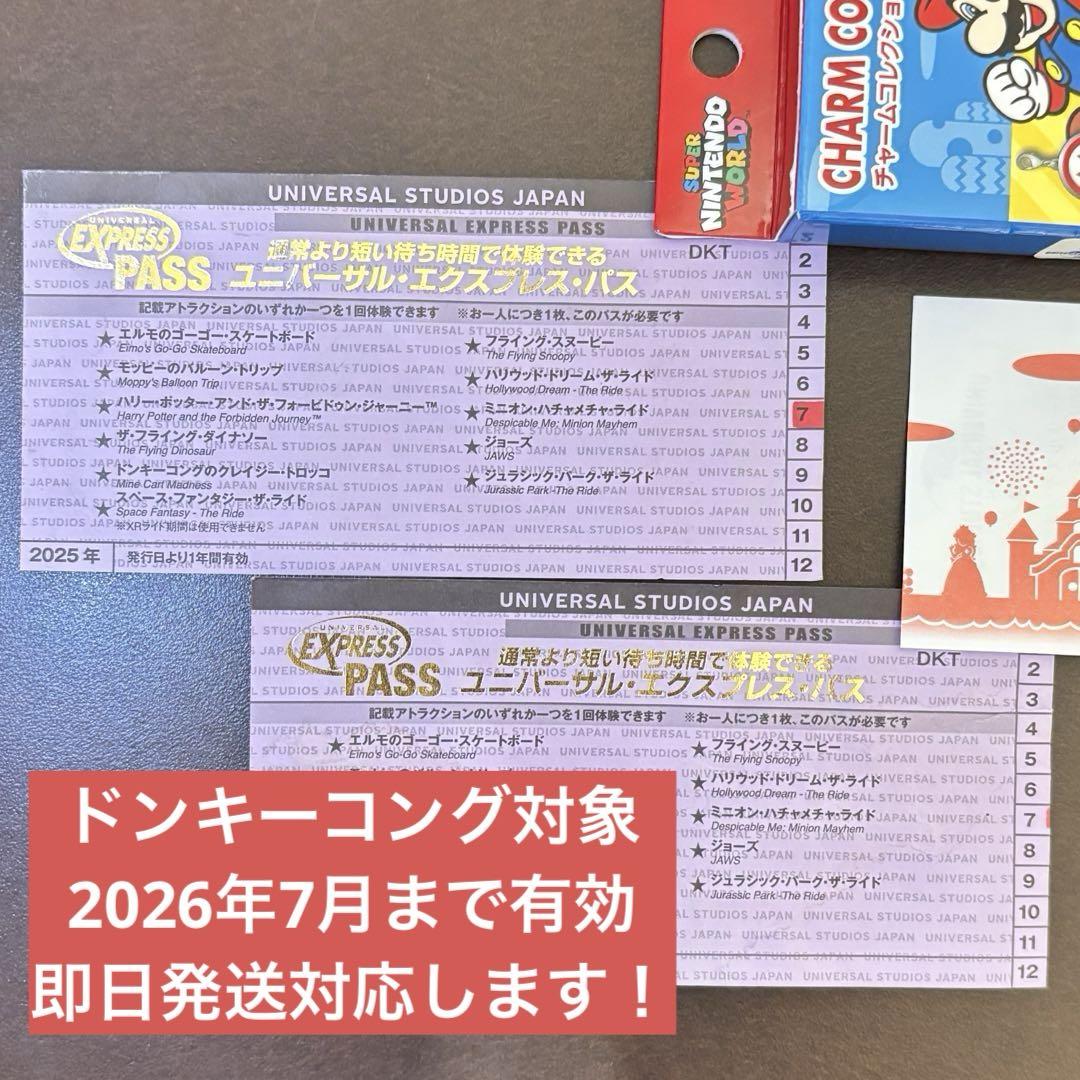 SUPER
NINTENDO
WORLD™
CHARM CO
チャームコレクショ
UNIVERSAL STUDIOS JAPAN
UNIVERSAL EXPRESS PASS
UNIVERSAL
EXPRESS
PASS
通常より短い待ち時間で体験できる
ユニバーサル・エクスプレス・パス
DKT
記載アトラクションのいずれか一つを1回体験できます ※お一人につき1枚、このパスが必要です
★エルモのゴーゴー・スケートボード
Elmo's Go-Go Skateboard
★モッピーのバルーン・トリップ
Moppy's Balloon Trip
★ハリー・ポッター・アンド・ザ・フォービドゥン・ジャーニー™
Harry Potter and the Forbidden Journey™
★ザ・フライング・ダイナソー
The Flying Dinosaur
★ドンキーコングのクレイジー・トロッコ
Mine Cart Madness
★スペース・ファンタジー・ザ・ライド
Space Fantasy - The Ride
※XRライド期間は使用できません
★フライング・スヌーピー
The Flying Snoopy
★ハリウッド・ドリーム・ザ・ライド
Hollywood Dream - The Ride
★ミニオン・ハチャメチャ・ライド
Despicable Me: Minion Mayhem
★ジョーズ
JAWS
★ジュラシック・パーク・ザ・ライド
Jurassic Park -The Ride
2
3
4
5
6
7
8
9
10
11
12
2025年
発行日より1年間有効
UNIVERSAL STUDIOS JAPAN
UNIVERSAL EXPRESS PASS
UNIVERSAL
EXPRESS
PASS
通常より短い待ち時間で体験できる
ユニバーサル・エクスプレス・パス
DKT
記載アトラクションのいずれか一つを1回体験できます ※お一人につき1枚、このパスが必要です
★エルモのゴーゴー・スケートボード
Elmo's Go-Go Skateboard
★フライング・スヌーピー
The Flying Snoopy
★ハリウッド・ドリーム・ザ・ライド
Hollywood Dream - The Ride
★ミニオン・ハチャメチャ・ライド
Despicable Me: Minion Mayhem
★ジョーズ
JAWS
★ジュラシック・パーク・ザ・ライド
Jurassic Park -The Ride
2
3
4
5
6
7
8
9
10
11
12
ドンキーコング対象
2026年7月まで有効
即日発送対応します！